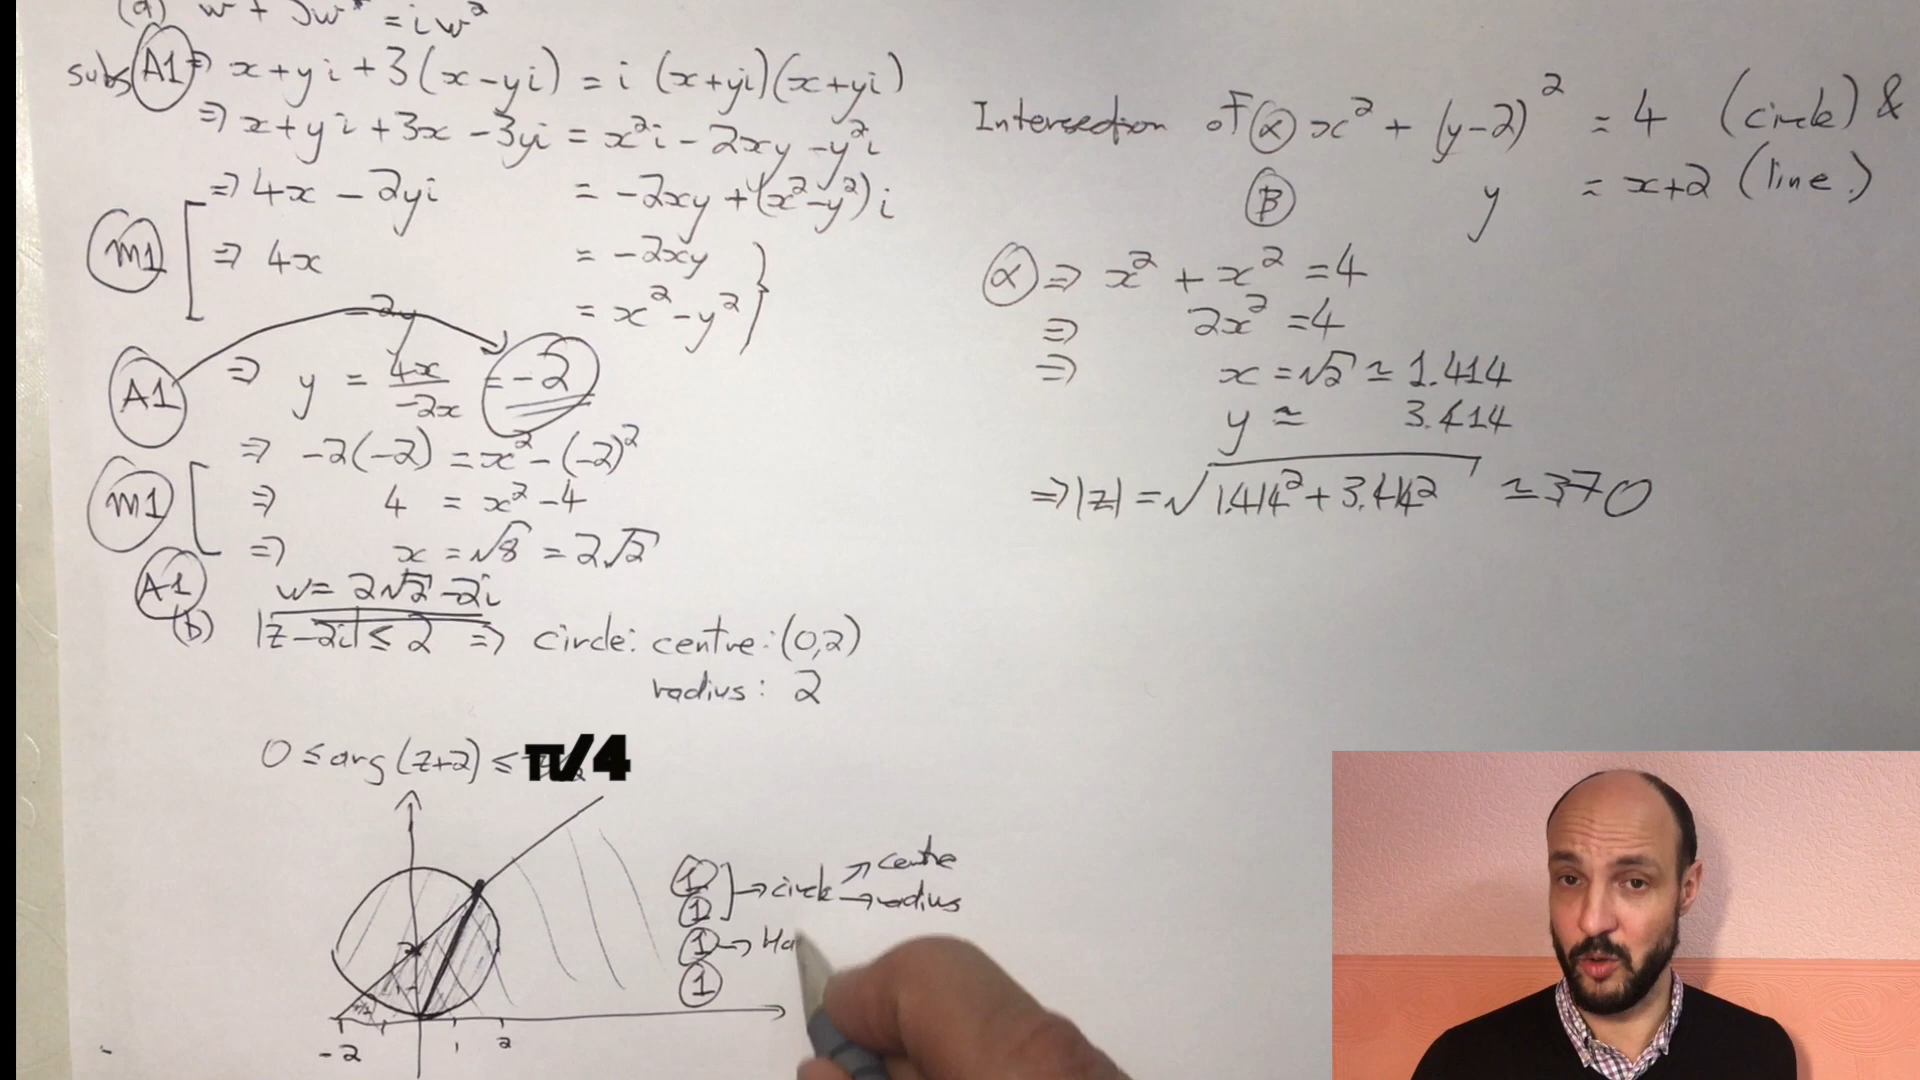 (a) w + 3w* = iw²
subs A1 ⇒ x+yi+3(x-yi) = i(x+yi)(x+yi)
⇒ x+yi+3x-3yi = x²i-2xy-y²i
⇒ 4x-2yi = -2xy+(x²-y²)i
M1 ⇒ 4x = -2xy
-2y = x²-y²
A1 ⇒ y = 4x/-2x = -2
⇒ -2(-2) = x²-(-2)²
M1 ⇒ 4 = x²-4
⇒ x = √8 = 2√2
A1 w = 2√2-2i
(b) |z-2i| ≤ 2 ⇒ circle: centre: (0,2)
radius: 2
0 ≤ arg(z+2) ≤ π/4
2
1
-2 1 2
1
1 → circle → centre
→ radius
1 → Ha
1
Intersection of α x² + (y-2)² = 4 (circle) &
β y = x+2 (line)
α ⇒ x² + x² = 4
⇒ 2x² = 4
⇒ x = √2 ≃ 1.414
y ≃ 3.414
⇒ |z| = √1.414²+3.414² ≃ 3.70